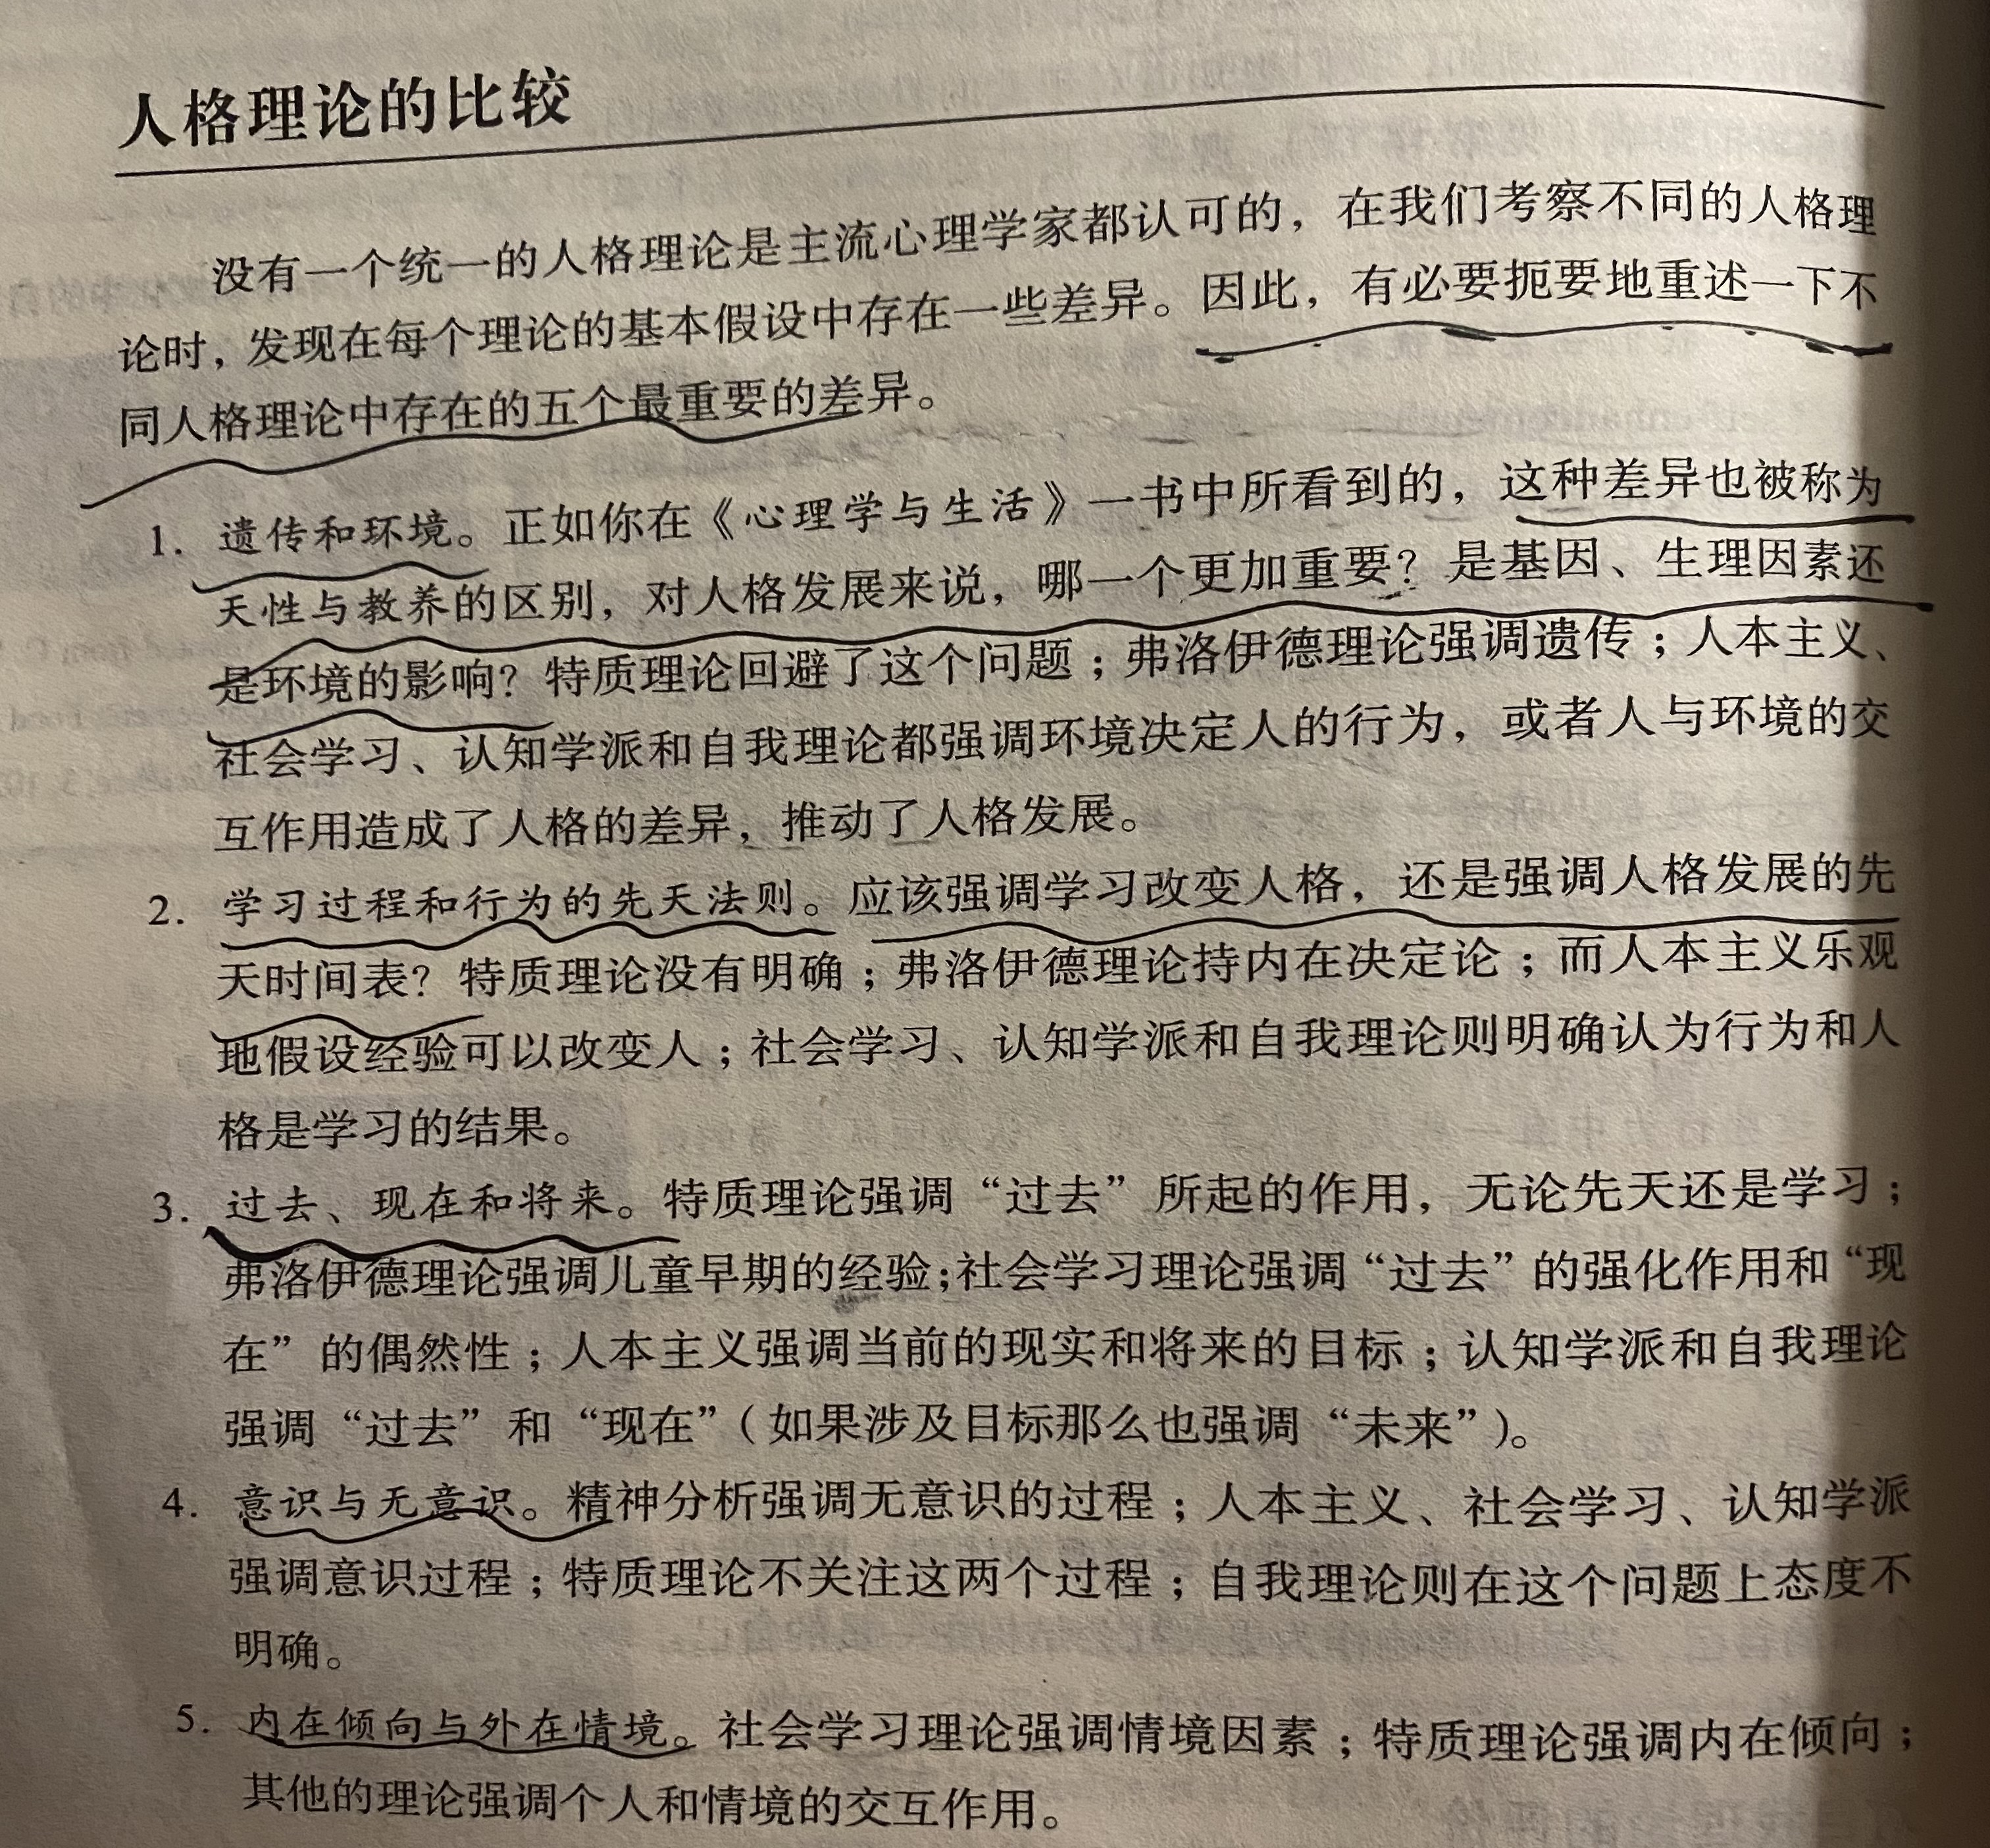 人格理论的比较
没有一个统一的人格理论是主流心理学家都认可的，在我们考察不同的人格理
论时，发现在每个理论的基本假设中存在一些差异。因此，有必要扼要地重述一下不
同人格理论中存在的五个最重要的差异。
1. 遗传和环境。正如你在《心理学与生活》一书中所看到的，这种差异也被称为
天性与教养的区别，对人格发展来说，哪一个更加重要？是基因、生理因素还
是环境的影响？特质理论回避了这个问题；弗洛伊德理论强调遗传；人本主义、
社会学习、认知学派和自我理论都强调环境决定人的行为，或者人与环境的交
互作用造成了人格的差异，推动了人格发展。
2. 学习过程和行为的先天法则。应该强调学习改变人格，还是强调人格发展的先
天时间表？特质理论没有明确；弗洛伊德理论持内在决定论；而人本主义乐观
地假设经验可以改变人；社会学习、认知学派和自我理论则明确认为行为和人
格是学习的结果。
3. 过去、现在和将来。特质理论强调“过去”所起的作用，无论先天还是学习；
弗洛伊德理论强调儿童早期的经验；社会学习理论强调“过去”的强化作用和“现
在”的偶然性；人本主义强调当前的现实和将来的目标；认知学派和自我理论
强调“过去”和“现在”（如果涉及目标那么也强调“未来”）。
4. 意识与无意识。精神分析强调无意识的过程；人本主义、社会学习、认知学派
强调意识过程；特质理论不关注这两个过程；自我理论则在这个问题上态度不
明确。
5. 内在倾向与外在情境。社会学习理论强调情境因素；特质理论强调内在倾向；
其他的理论强调个人和情境的交互作用。